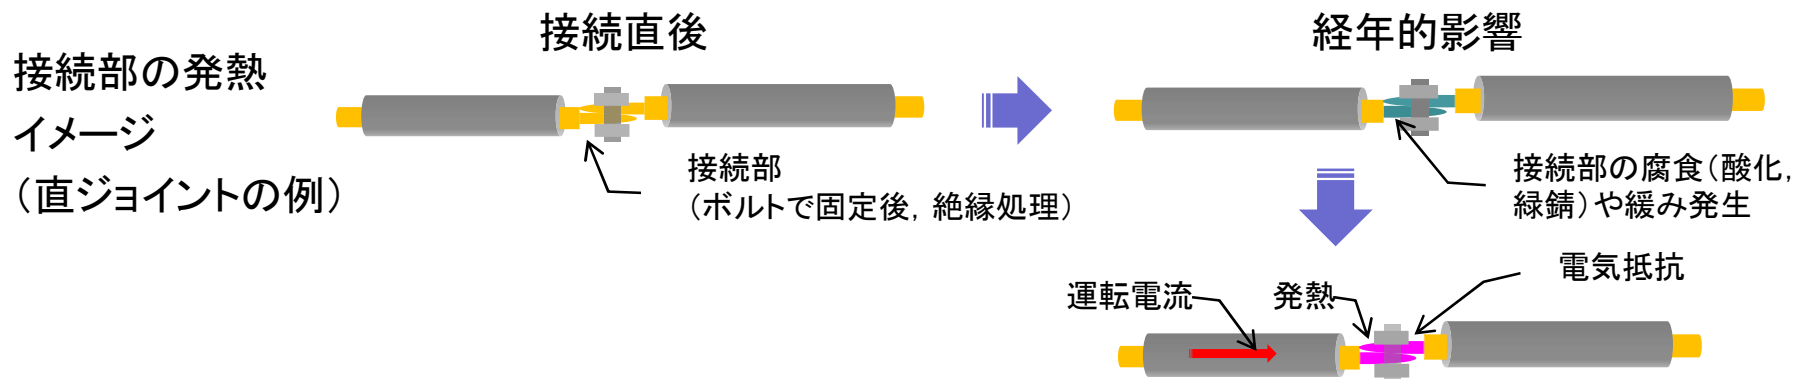 接続部の発熱
イメージ
（直ジョイントの例）
接続直後
接続部
（ボルトで固定後，絶縁処理）
経年的影響
接続部の腐食（酸化，
緑錆）や緩み発生
運転電流
発熱
電気抵抗